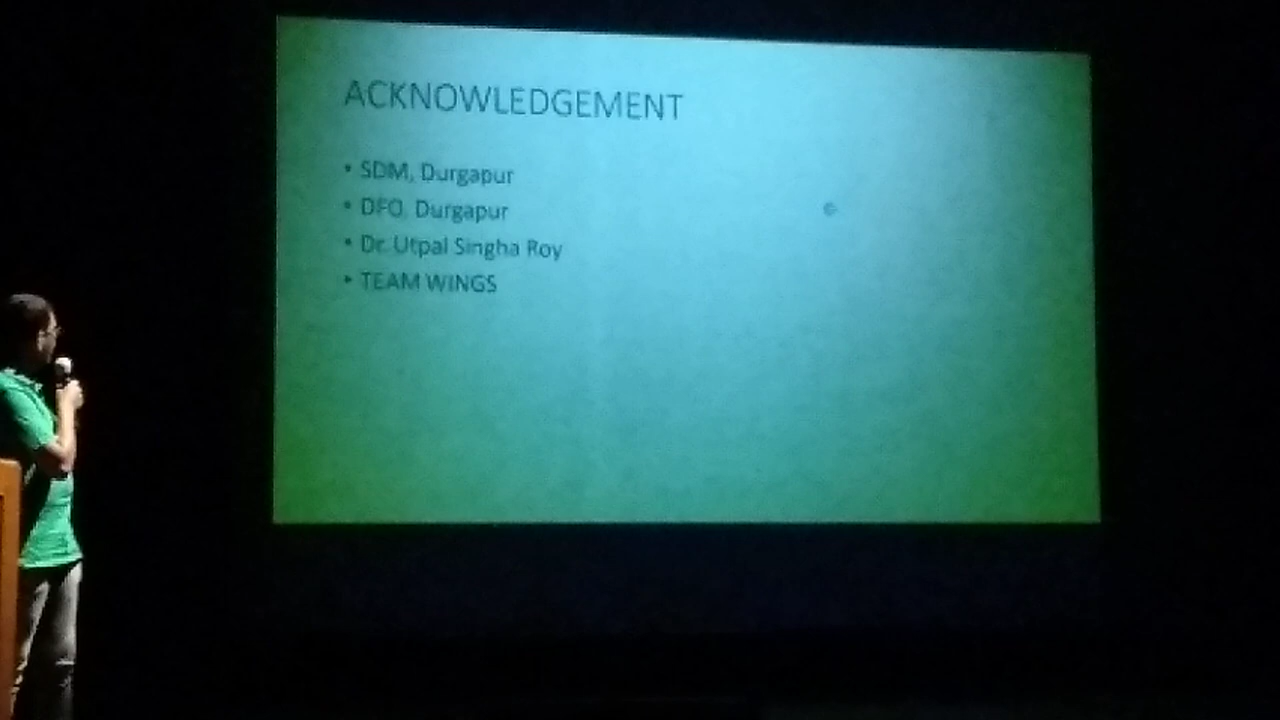 ACKNOWLEDGEMENT
• SDM, Durgapur
• DFO, Durgapur
• Dr. Utpal Singha Roy
• TEAM WINGS